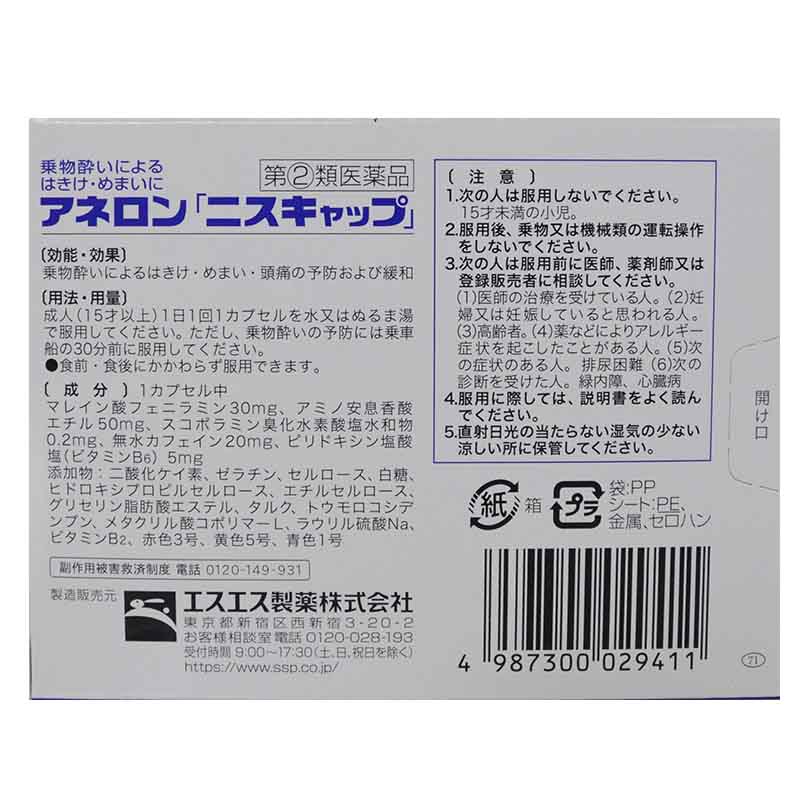 乗物酔いによる
はきけ・めまいに
指②類医薬品
アネロン「ニスキャップ」
〔効能・効果〕
乗物酔いによるはきけ・めまい・頭痛の予防および緩和
〔用法・用量〕
成人(15才以上)1日1回1カプセルを水又はぬるま湯
で服用してください。ただし、乗物酔いの予防には乗車
船の30分前に服用してください。
●食前・食後にかかわらず服用できます。
〔成分〕1カプセル中
マレイン酸フェニラミン30mg、アミノ安息香酸
エチル50mg、スコポラミン臭化水素酸塩水和物
0.2mg、無水カフェイン20mg、ピリドキシン塩酸
塩(ビタミンB6) 5mg
添加物:二酸化ケイ素、ゼラチン、セルロース、白糖、
ヒドロキシプロピルセルロース、エチルセルロース、
グリセリン脂肪酸エステル、タルク、トウモロコシデ
ンプン、メタクリル酸コポリマーL、ラウリル硫酸Na、
ビタミンB2、赤色3号、黄色5号、青色1号
副作用被害救済制度 電話 0120-149-931
製造販売元
エスエス製薬株式会社
東京都新宿区西新宿3-20-2
お客様相談室 電話 0120-028-193
受付時間 9:00~17:30(土、日、祝日を除く)
https://www.ssp.co.jp/
〔注意〕
1.次の人は服用しないでください。
15才未満の小児。
2.服用後、乗物又は機械類の運転操作
をしないでください。
3.次の人は服用前に医師、薬剤師又は
登録販売者に相談してください。
(1)医師の治療を受けている人。(2)妊
婦又は妊娠していると思われる人。
(3)高齢者。(4)薬などによりアレルギー
症状を起こしたことがある人。(5)次
の症状のある人。排尿困難 (6)次の
診断を受けた人。緑内障、心臓病
4.服用に際しては、説明書をよく読ん
でください。
5.直射日光の当たらない湿気の少ない
涼しい所に保管してください。
開け口
紙
箱
プラ
袋:PP
シート:PE、
金属、セロハン
4 987300 029411
71